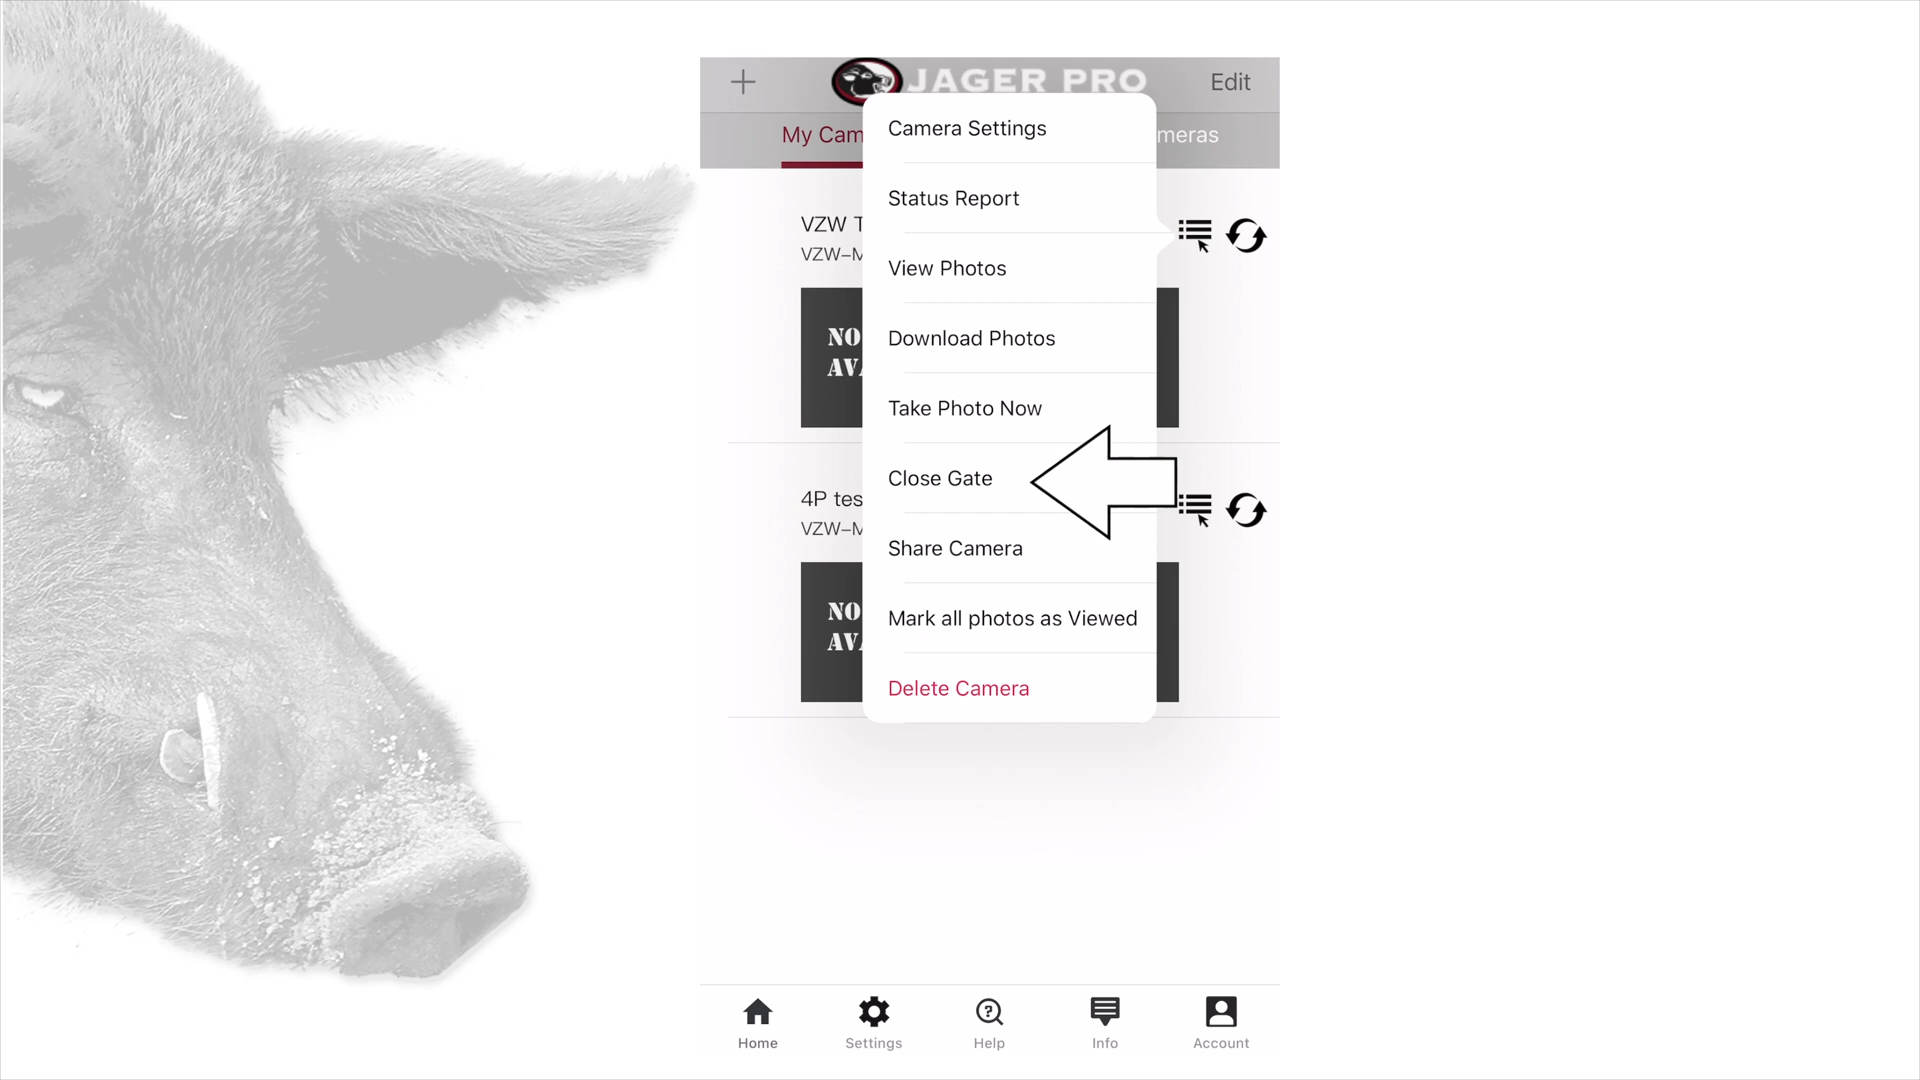 JAGER PRO
Edit
My Cam
meras
Camera Settings
Status Report
View Photos
Download Photos
Take Photo Now
Close Gate
Share Camera
Mark all photos as Viewed
Delete Camera
VZW T
VZW-M
NO
AVA
4P tes
VZW-M
NO
AVA
Home
Settings
Help
Info
Account